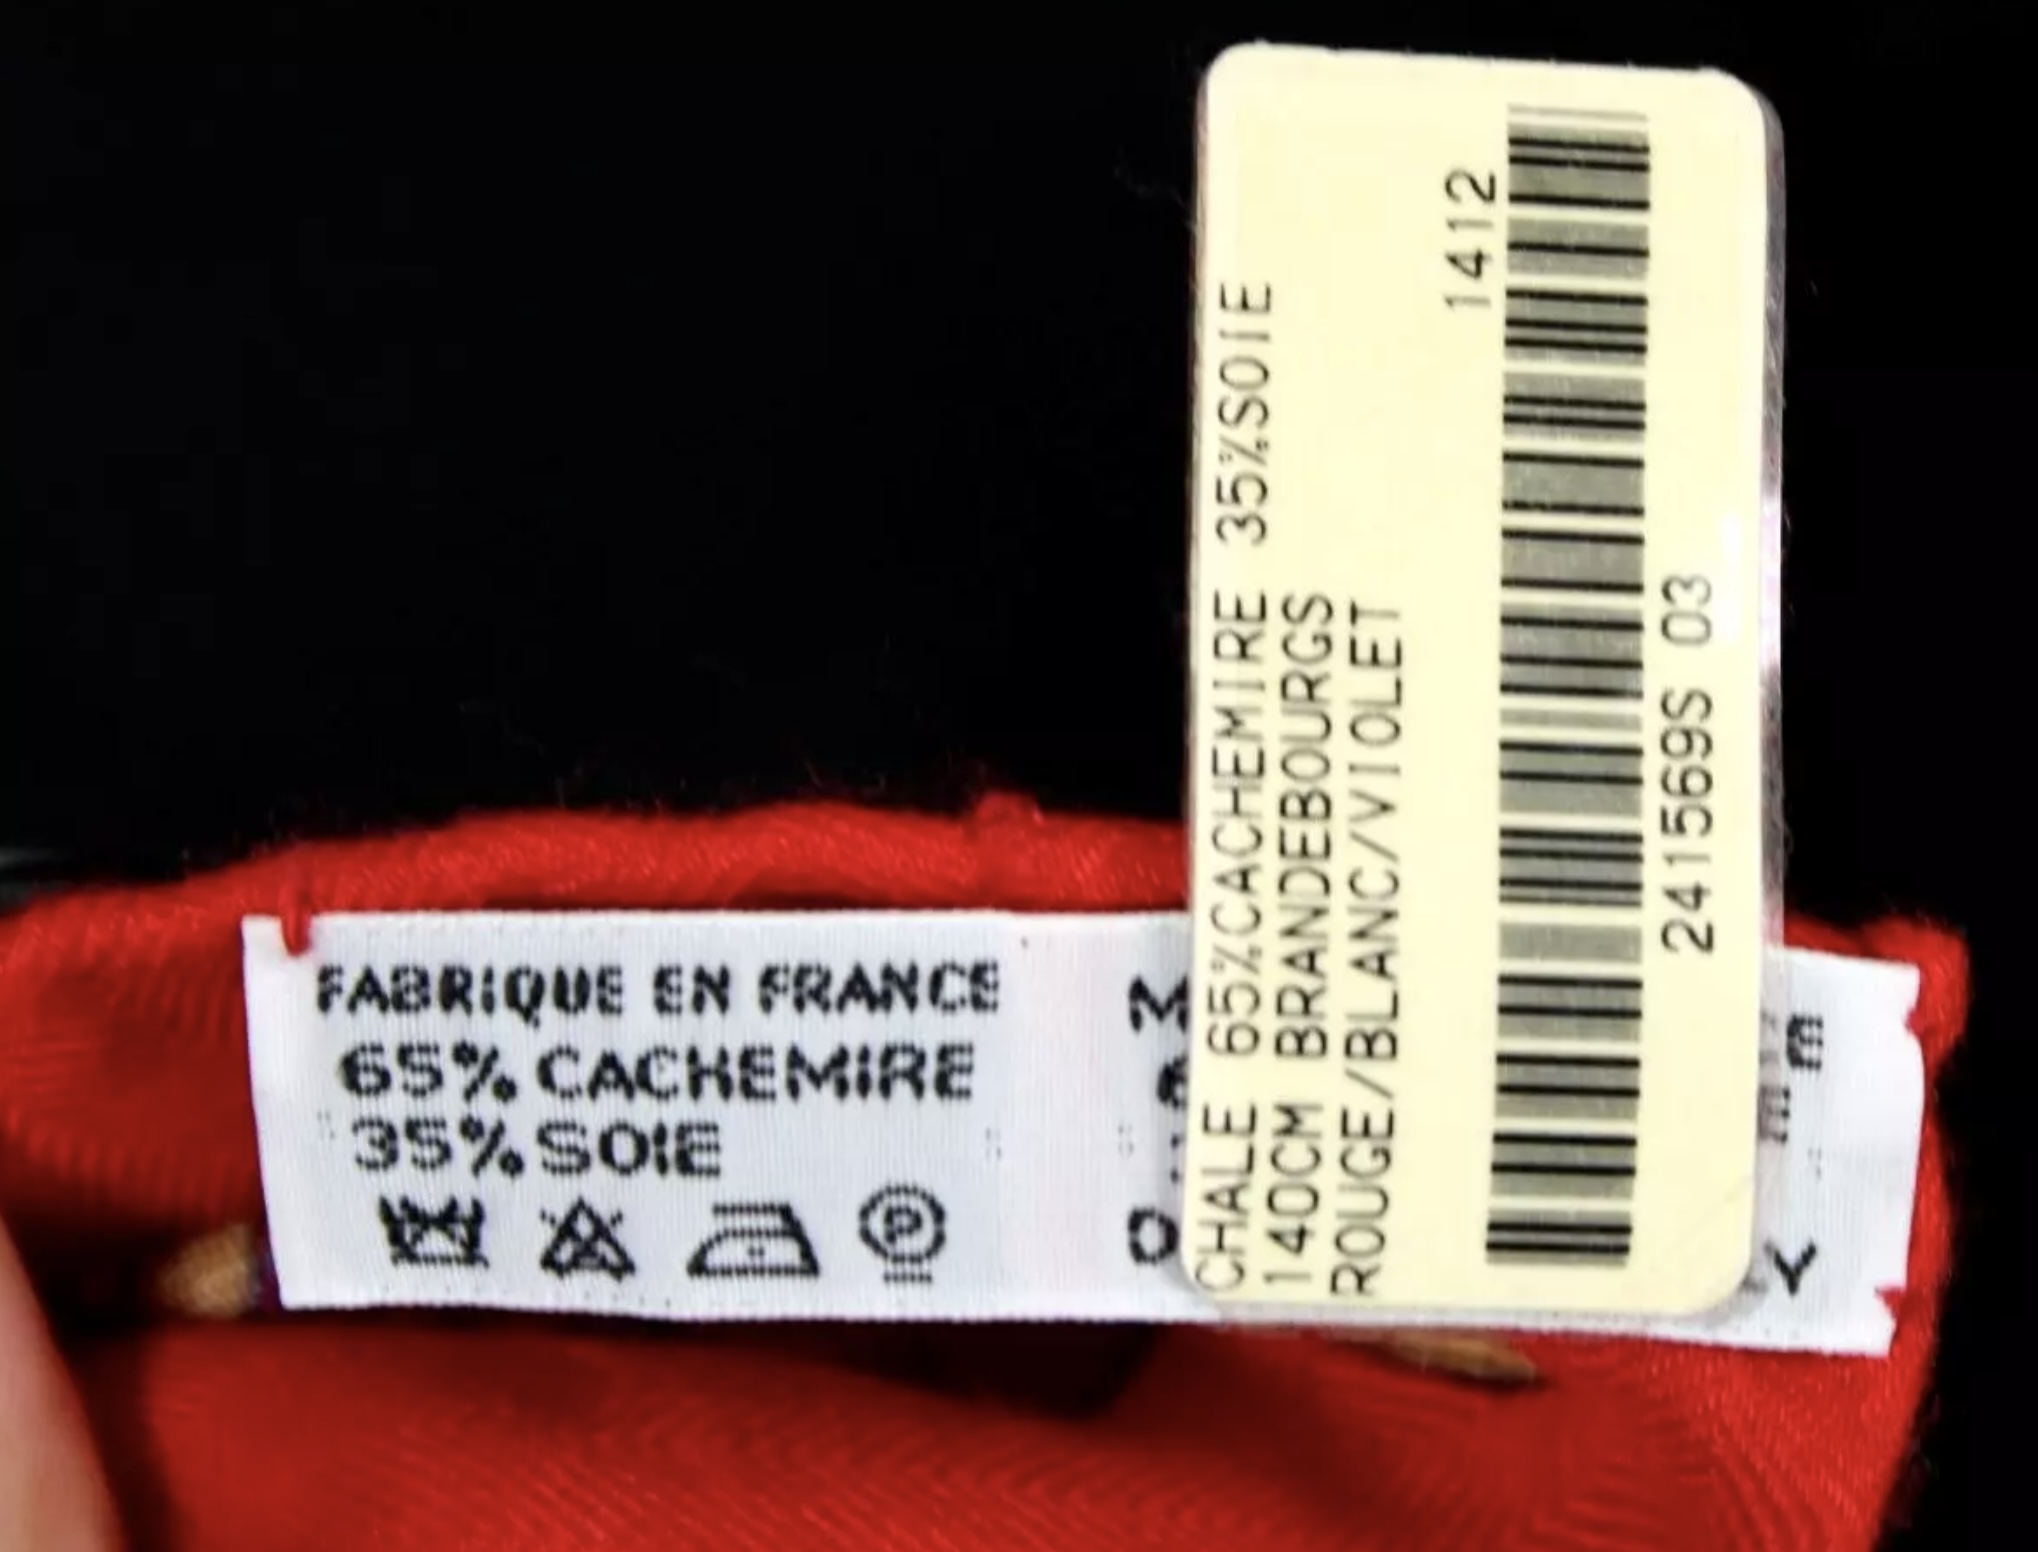 FABRIQUE EN FRANCE
65% CACHEMIRE
35% SOIE
P
CHALE 65%CACHEMIRE 35%SOIE
140CM BRANDEBOURGS
ROUGE/BLANC/VIOLET
1412
241569S 03